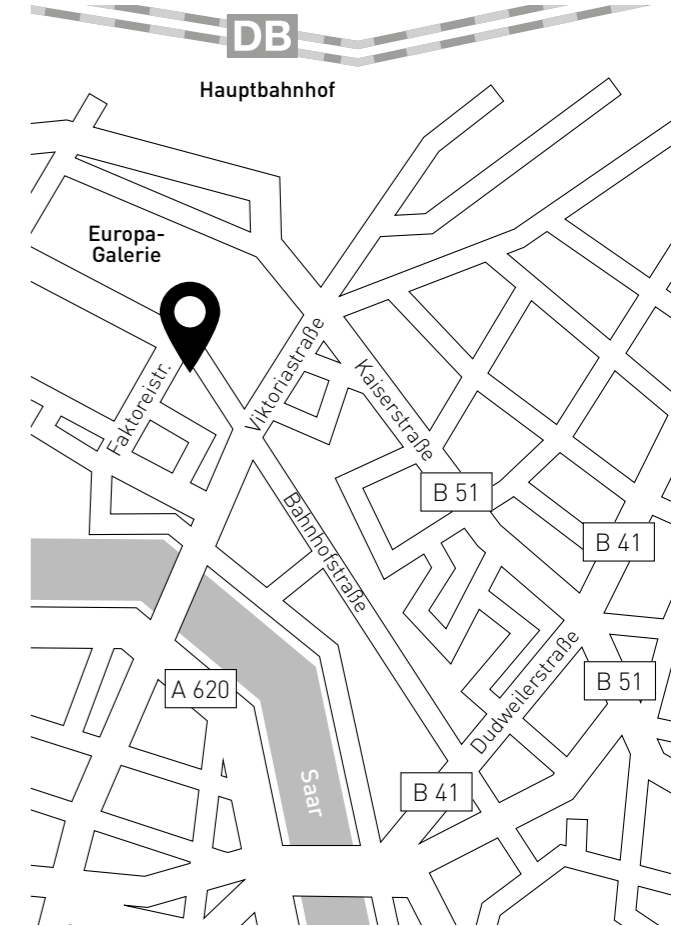 DB
Hauptbahnhof
Europa-
Galerie
Viktoriastraße
Faktoreistr.
Kaiserstraße
B 51
Bahnhofstraße
B 41
Dudweilerstraße
B 51
A 620
Saar
B 41